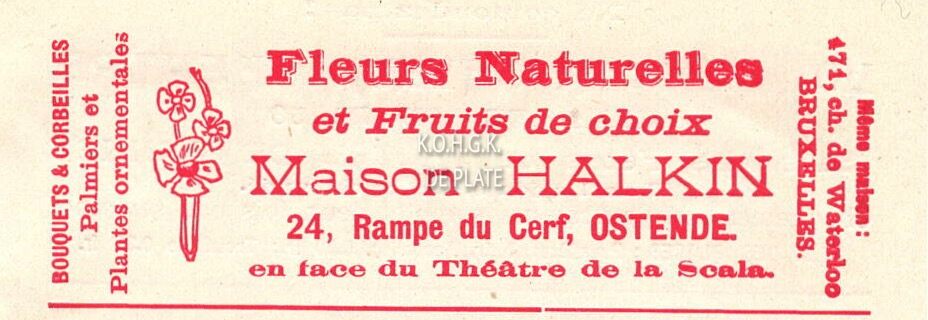 BOUQUETS & CORBEILLES
Palmiers et
Plantes ornementales
Fleurs Naturelles
et Fruits de choix
Maison HALKIN
24, Rampe du Cerf, OSTENDE.
en face du Théâtre de la Scala.
Même maison:
471, ch. de Waterloo
BRUXELLES.
K.O.H.G.K.
DE PLATE